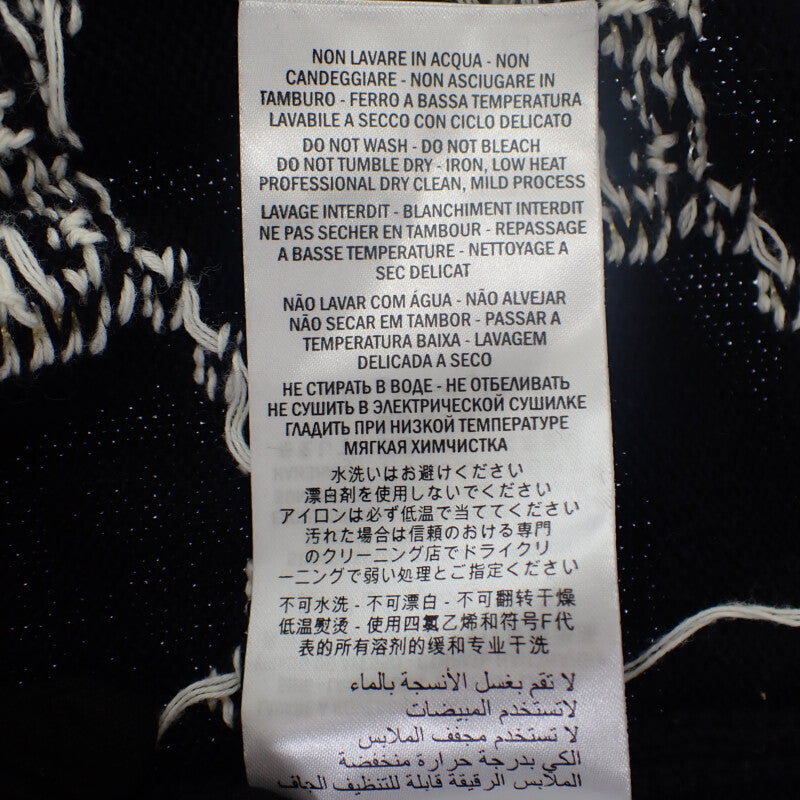 NON LAVARE IN ACQUA - NON
CANDEGGIARE - NON ASCIUGARE IN
TAMBURO - FERRO A BASSA TEMPERATURA
LAVABILE A SECCO CON CICLO DELICATO
DO NOT WASH - DO NOT BLEACH
DO NOT TUMBLE DRY - IRON, LOW HEAT
PROFESSIONAL DRY CLEAN, MILD PROCESS
LAVAGE INTERDIT - BLANCHIMENT INTERDIT
NE PAS SECHER EN TAMBOUR - REPASSAGE
A BASSE TEMPERATURE - NETTOYAGE A
SEC DELICAT
NÃO LAVAR COM ÁGUA - NÃO ALVEJAR
NÃO SECAR EM TAMBOR - PASSAR A
TEMPERATURA BAIXA - LAVAGEM
DELICADA A SECO
НЕ СТИРАТЬ В ВОДЕ - НЕ ОТБЕЛИВАТЬ
НЕ СУШИТЬ В ЭЛЕКТРИЧЕСКОЙ СУШИЛКЕ
ГЛАДИТЬ ПРИ НИЗКОЙ ТЕМПЕРАТУРЕ
МЯГКАЯ ХИМЧИСТКА
水洗いはお避けください
漂白剤を使用しないでください
アイロンは必ず低温で当ててください
汚れた場合は信頼のおける専門
のクリーニング店でドライクリ
ーニングで弱い処理とご指定ください
不可水洗 - 不可漂白 - 不可翻转干燥
低温熨烫 - 使用四氯乙烯和符号F代
表的所有溶剂的缓和专业干洗
لا تقم بغسل الأنسجة بالماء
لاتستخدم المبيضات
لا تستخدم مجفف الملابس
الكي بدرجة حرارة منخفضة
الملابس الرقيقة قابلة للتنظيف الجاف